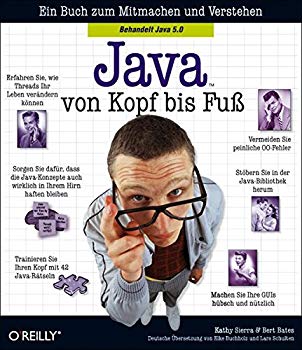 Ein Buch zum Mitmachen und Verstehen
Behandelt Java 5.0
Java™
von Kopf bis Fuß
Erfahren Sie, wie
Threads Ihr
Leben verändern
können
Vermeiden Sie
peinliche OO-Fehler
Sorgen Sie dafür, dass
die Java-Konzepte auch
wirklich in Ihrem Hirn
haften bleiben
Stöbern Sie in
der Java-Bibliothek
herum
Trainieren Sie
Ihren Kopf mit 42
Java-Rätseln
Machen Sie Ihre GUIs
hübsch und nützlich
O'REILLY®
Kathy Sierra & Bert Bates
Deutsche Übersetzung von Elke Buchholz und Lars Schulten